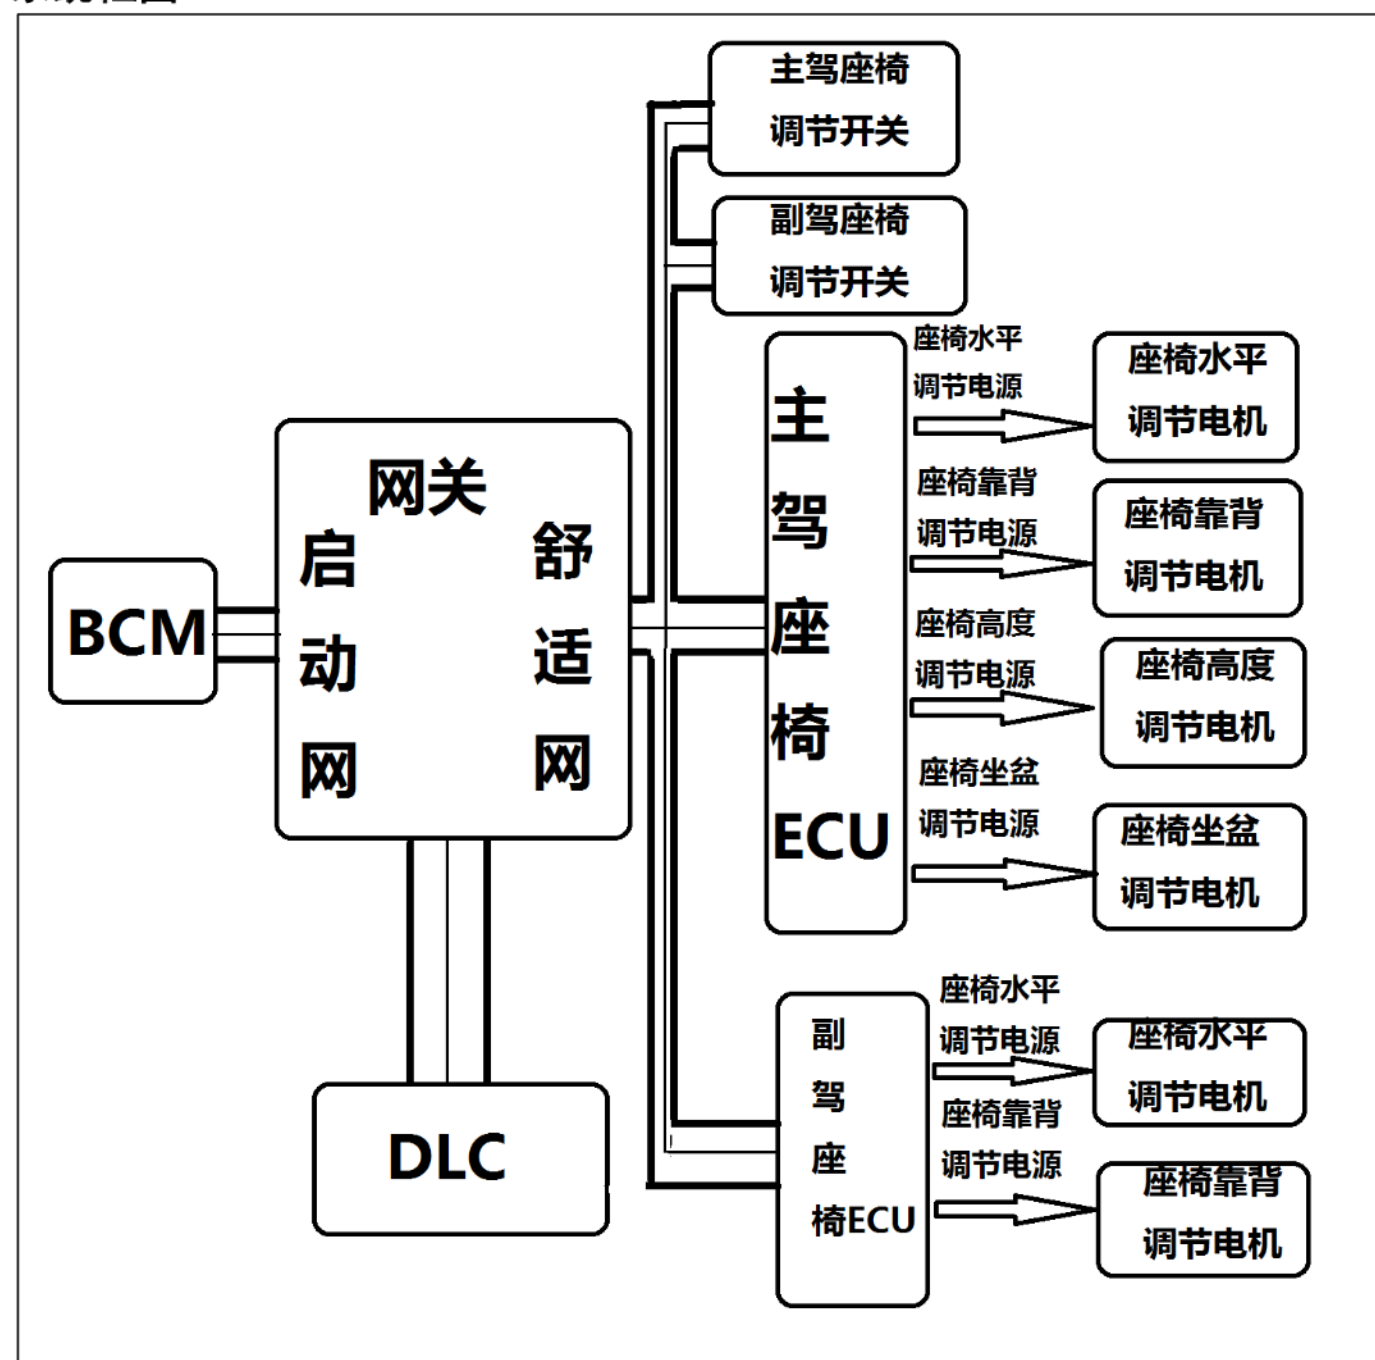 主驾座椅
调节开关
副驾座椅
调节开关
网关
启
动
网
舒
适
网
BCM
DLC
主
驾
座
椅
ECU
座椅水平
调节电源
座椅水平
调节电机
座椅靠背
调节电源
座椅靠背
调节电机
座椅高度
调节电源
座椅高度
调节电机
座椅坐盆
调节电源
座椅坐盆
调节电机
副
驾
座
椅ECU
座椅水平
调节电源
座椅水平
调节电机
座椅靠背
调节电源
座椅靠背
调节电机